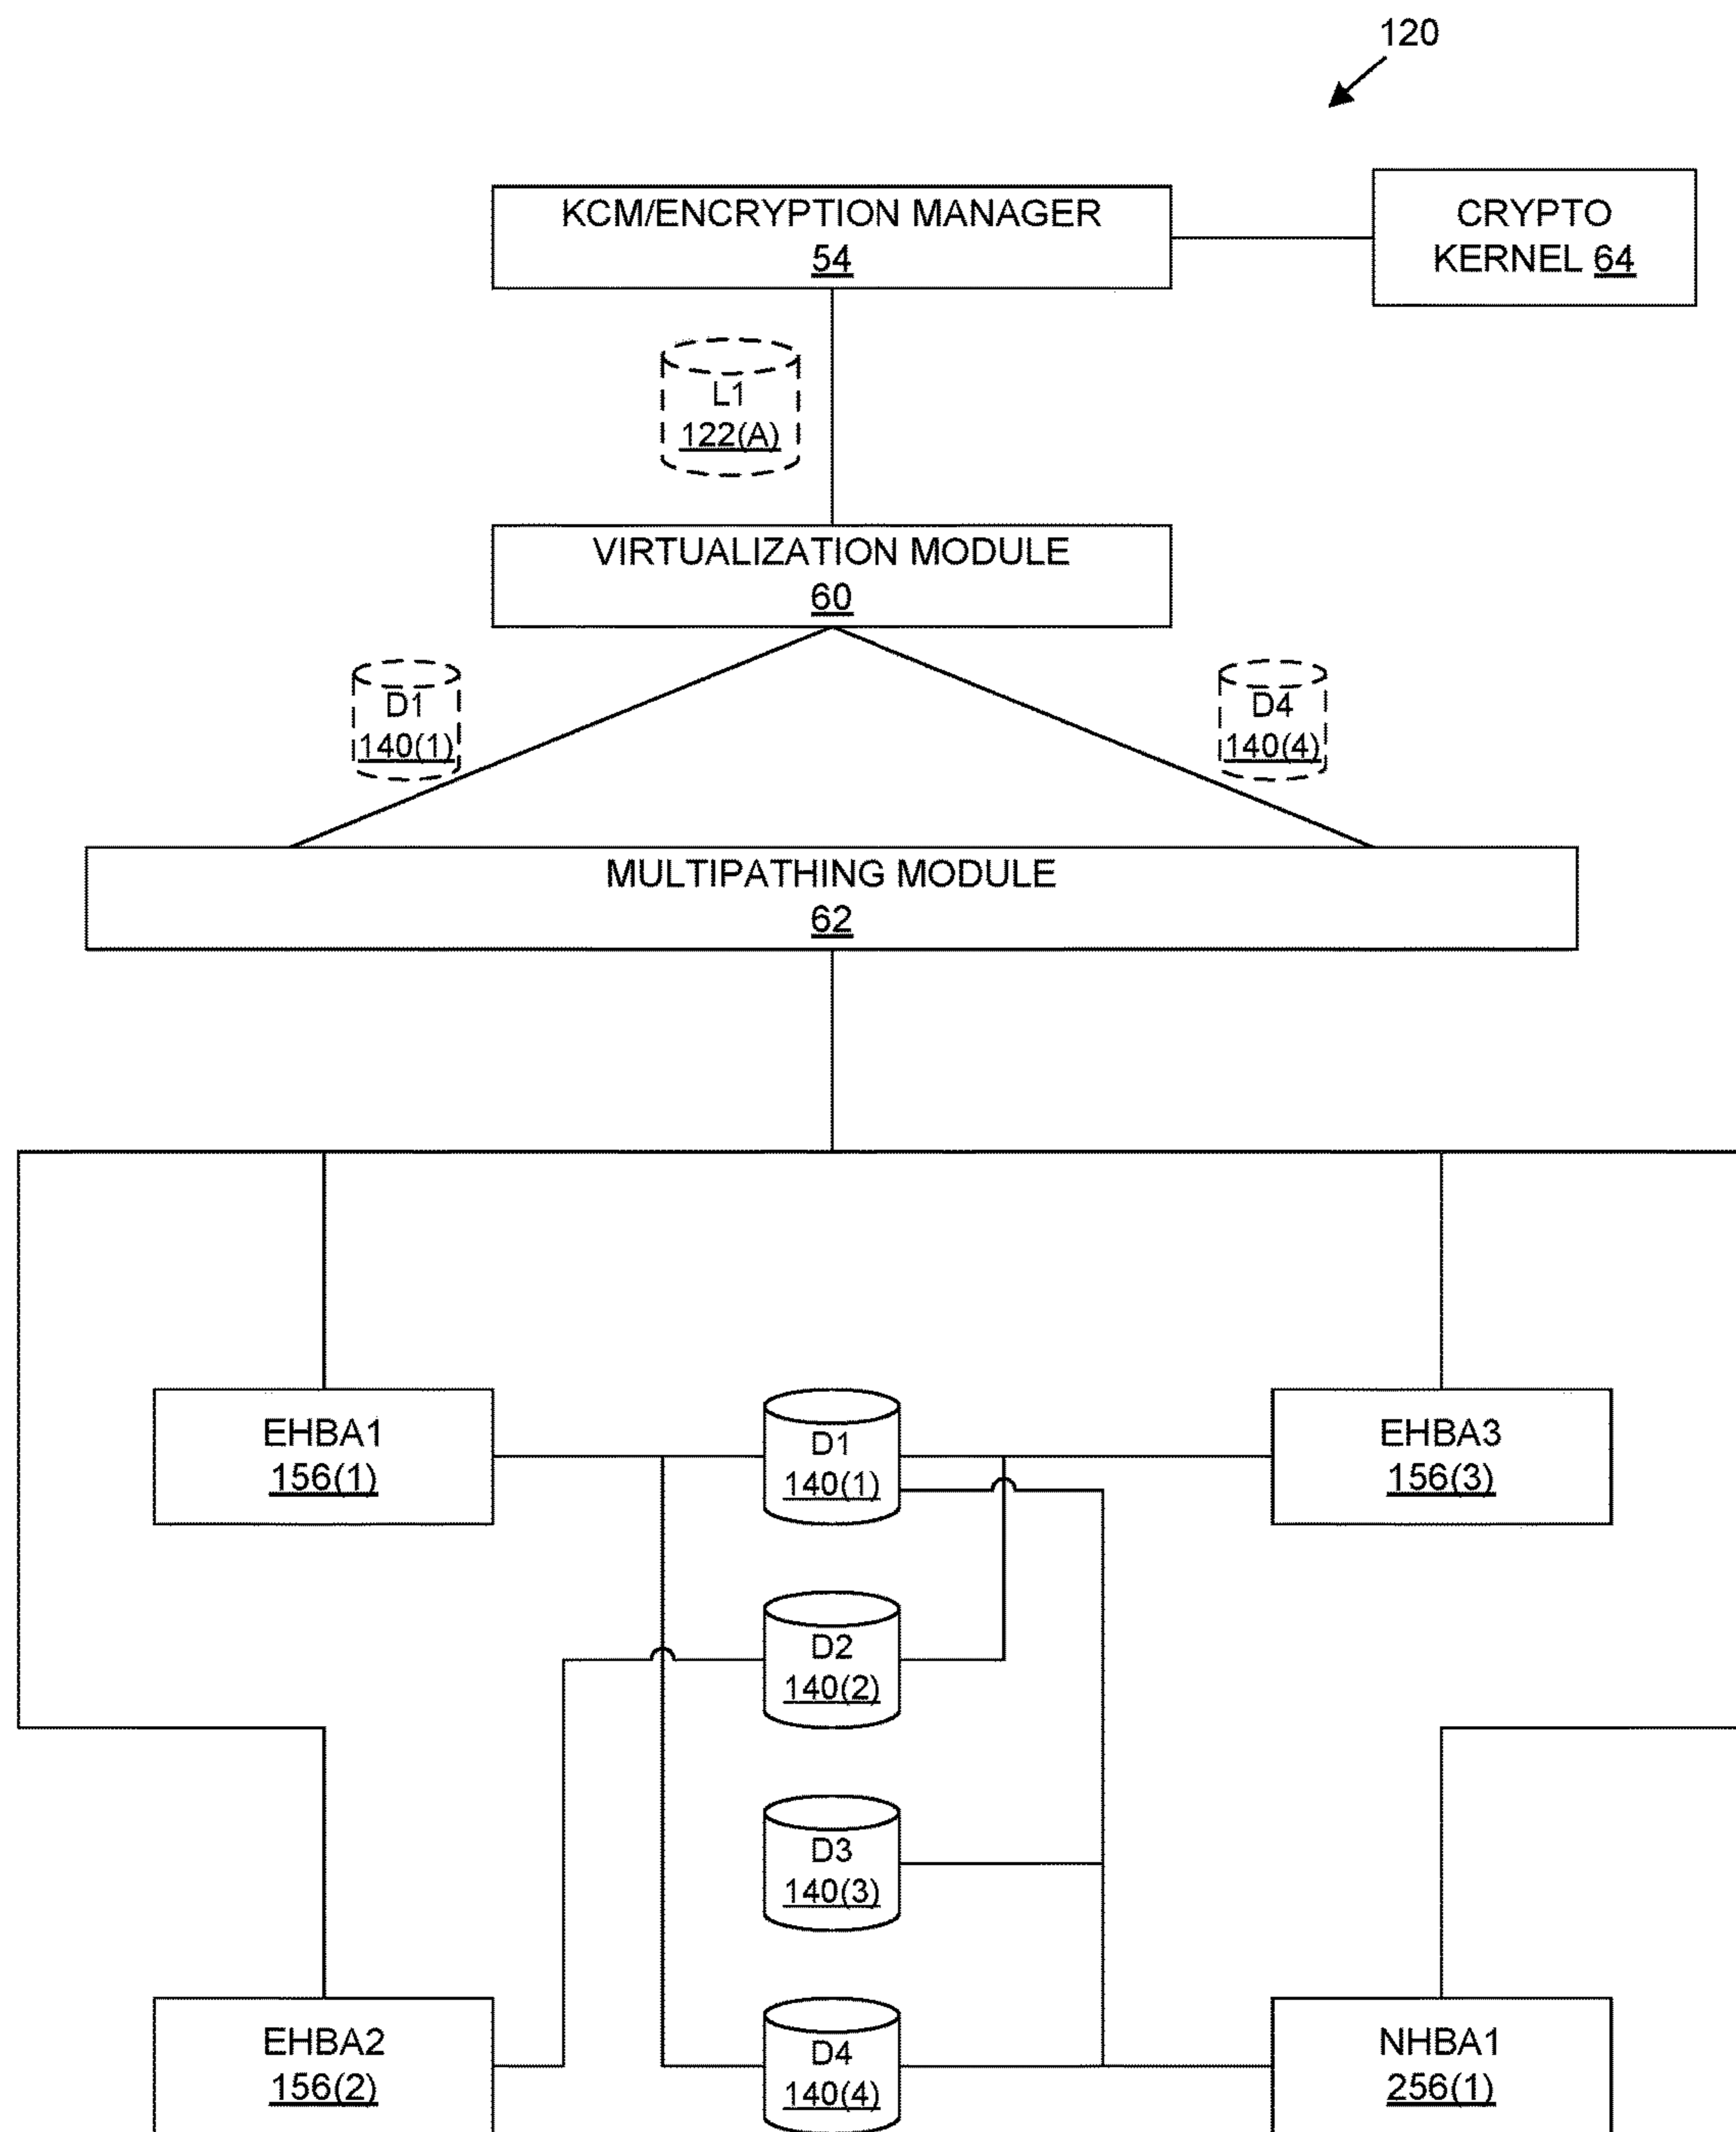 120
KCM/ENCRYPTION MANAGER
54
CRYPTO
KERNEL 64
L1
122(A)
VIRTUALIZATION MODULE
60
D1
140(1)
D4
140(4)
MULTIPATHING MODULE
62
EHBA1
156(1)
D1
140(1)
EHBA3
156(3)
D2
140(2)
D3
140(3)
EHBA2
156(2)
D4
140(4)
NHBA1
256(1)